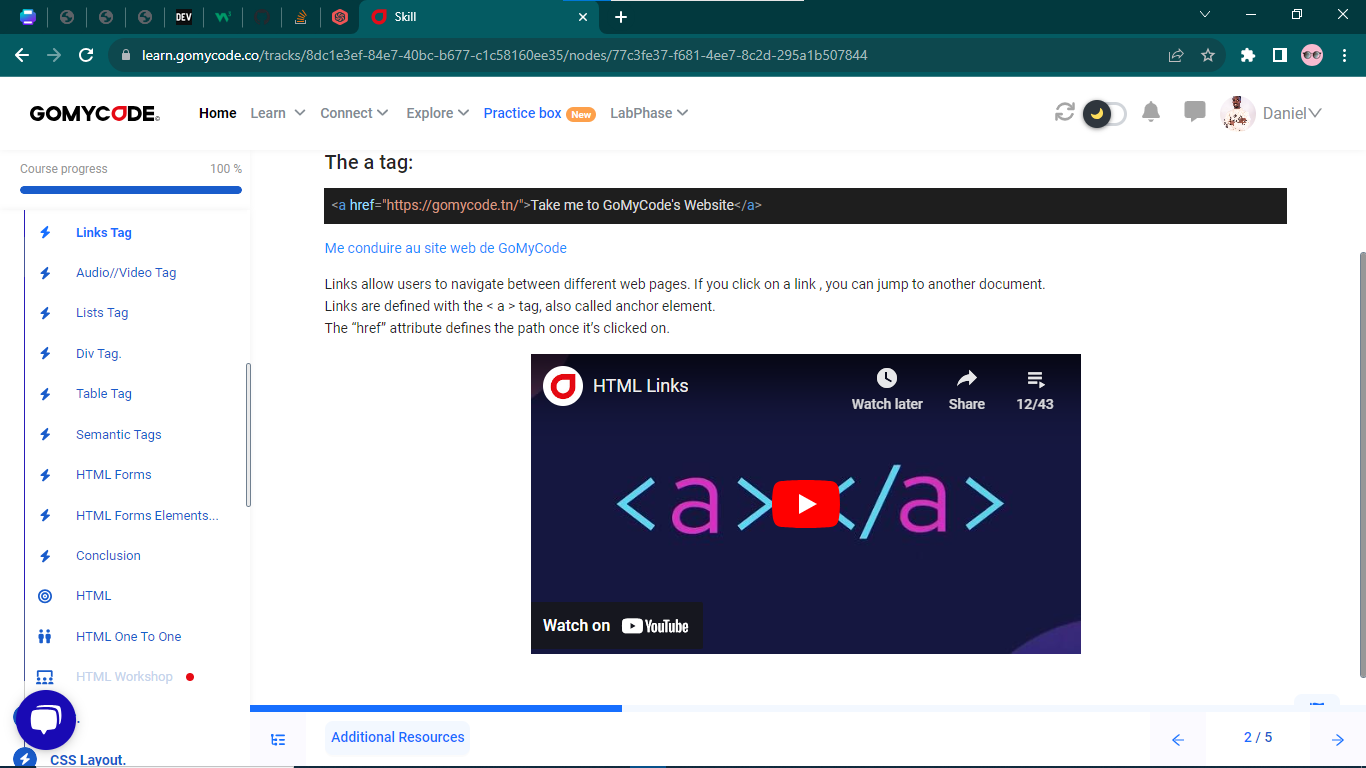 DEV
Skill
learn.gomycode.co/tracks/8dc1e3ef-84e7-40bc-b677-c1c58160ee35/nodes/77c3fe37-f681-4ee7-8c2d-295a1b507844
GOMYCODE
Home Learn Connect Explore Practice box New LabPhase Daniel
Course progress 100 %
Links Tag
Audio//Video Tag
Lists Tag
Div Tag.
Table Tag
Semantic Tags
HTML Forms
HTML Forms Elements...
Conclusion
HTML
HTML One To One
HTML Workshop
CSS Layout.
The a tag:
<a href="https://gomycode.tn/">Take me to GoMyCode's Website</a>
Me conduire au site web de GoMyCode
Links allow users to navigate between different web pages. If you click on a link , you can jump to another document.
Links are defined with the < a > tag, also called anchor element.
The “href” attribute defines the path once it’s clicked on.
HTML Links
Watch later Share 12/43
<a></a>
Watch on YouTube
Additional Resources
2 / 5